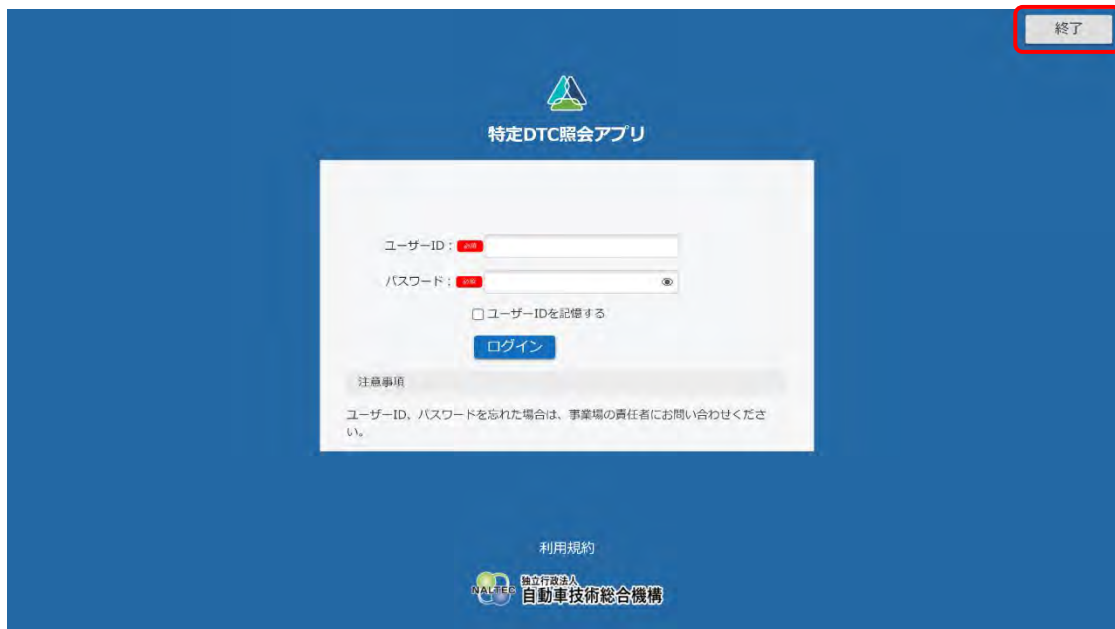 終了
特定DTC照会アプリ
ユーザーID：必須
パスワード：必須
ユーザーIDを記憶する
ログイン
注意事項
ユーザーID、パスワードを忘れた場合は、事業場の責任者にお問い合わせくださ
い。
利用規約
NALTEC 独立行政法人
自動車技術総合機構